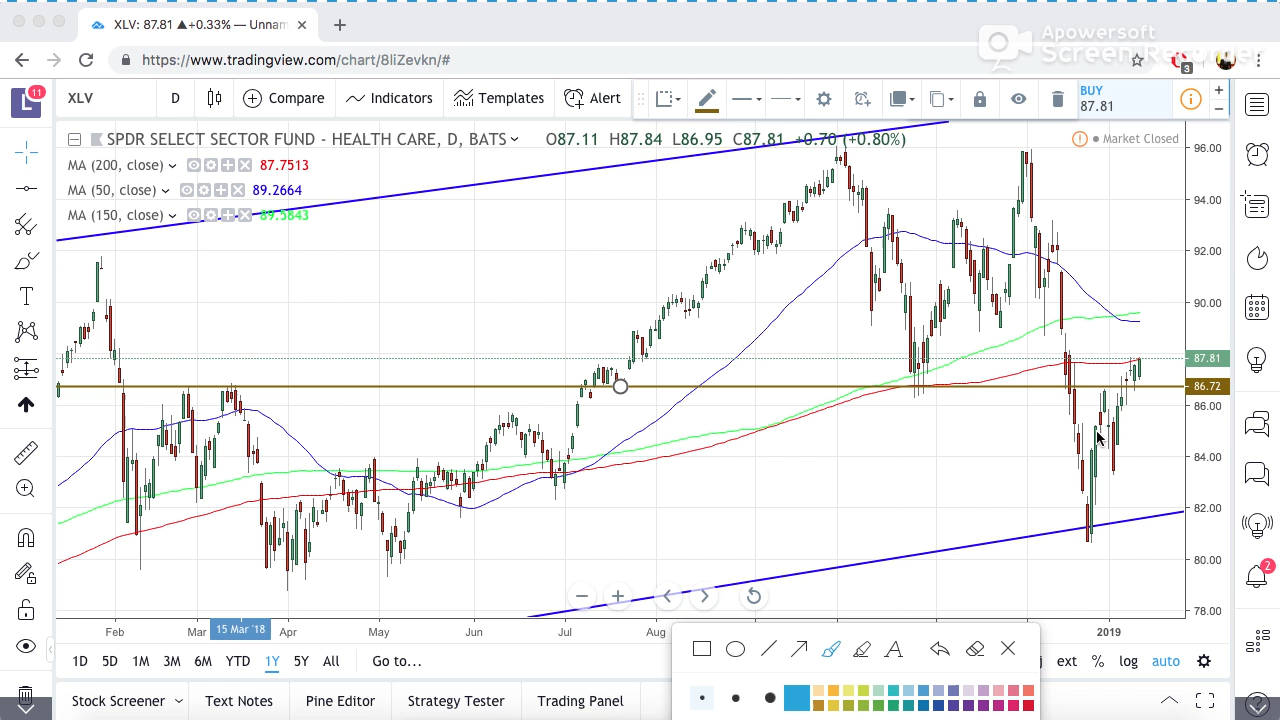 XLV: 87.81 ▲+0.33% — Unnam
https://www.tradingview.com/chart/8liZevkn/#
Apowersoft
Screen Recorder
3
11
XLV
D
Compare
Indicators
Templates
Alert
BUY
87.81
SPDR SELECT SECTOR FUND - HEALTH CARE, D, BATS
O87.11 H87.84 L86.95 C87.81 +0.70 (+0.80%)
Market Closed
MA (200, close) 87.7513
MA (50, close) 89.2664
MA (150, close) 89.5843
96.00
94.00
92.00
90.00
87.81
86.72
86.00
84.00
82.00
80.00
78.00
2
Feb
Mar
15 Mar '18
Apr
May
Jun
Jul
Aug
2019
1D 5D 1M 3M 6M YTD 1Y 5Y All Go to...
ext % log auto
Stock Screener
Text Notes
Pine Editor
Strategy Tester
Trading Panel